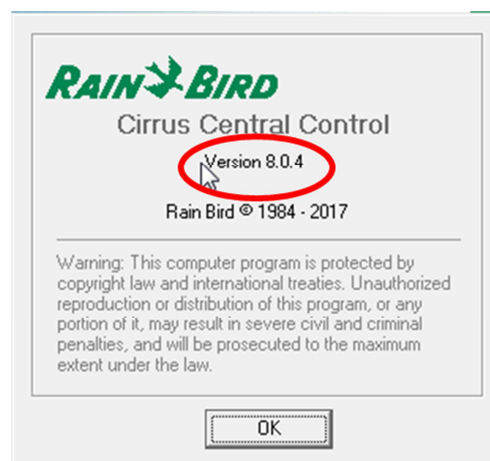 RAIN BIRD
Cirrus Central Control
Version 8.0.4
Rain Bird © 1984 - 2017
Warning: This computer program is protected by
copyright law and international treaties. Unauthorized
reproduction or distribution of this program, or any
portion of it, may result in severe civil and criminal
penalties, and will be prosecuted to the maximum
extent under the law.
OK